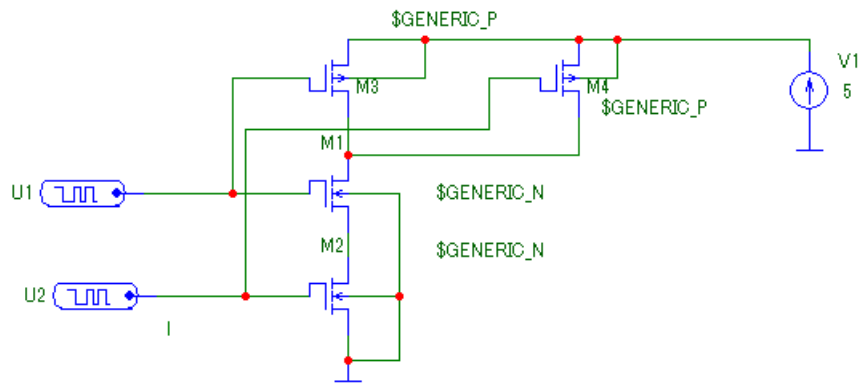 $GENERIC_P
V1
5
M3
M4
$GENERIC_P
M1
U1
$GENERIC_N
M2
$GENERIC_N
U2
I